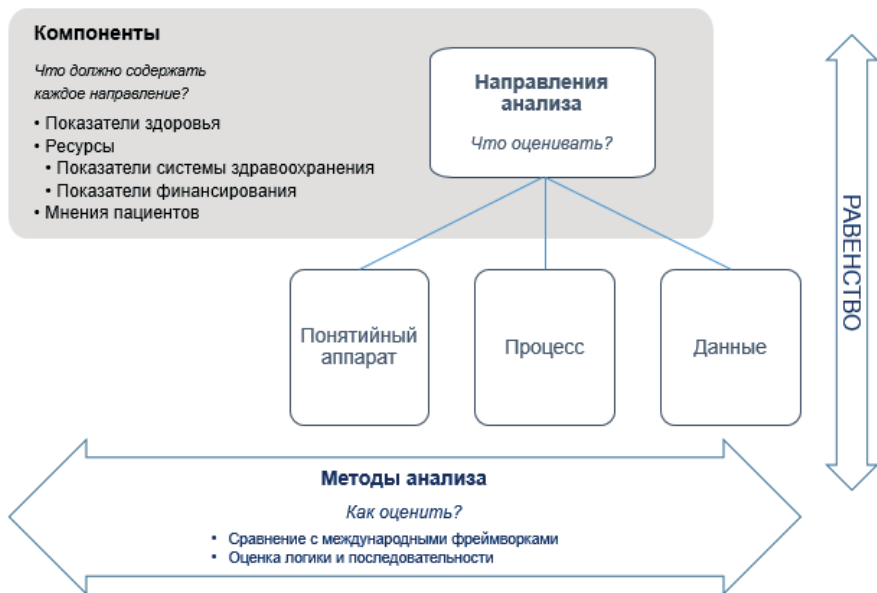 Компоненты
Что должно содержать
каждое направление?
• Показатели здоровья
• Ресурсы
• Показатели системы здравоохранения
• Показатели финансирования
• Мнения пациентов
Направления
анализа
Что оценивать?
Понятийный
аппарат
Процесс
Данные
РАВЕНСТВО
Методы анализа
Как оценить?
• Сравнение с международными фреймворками
• Оценка логики и последовательности